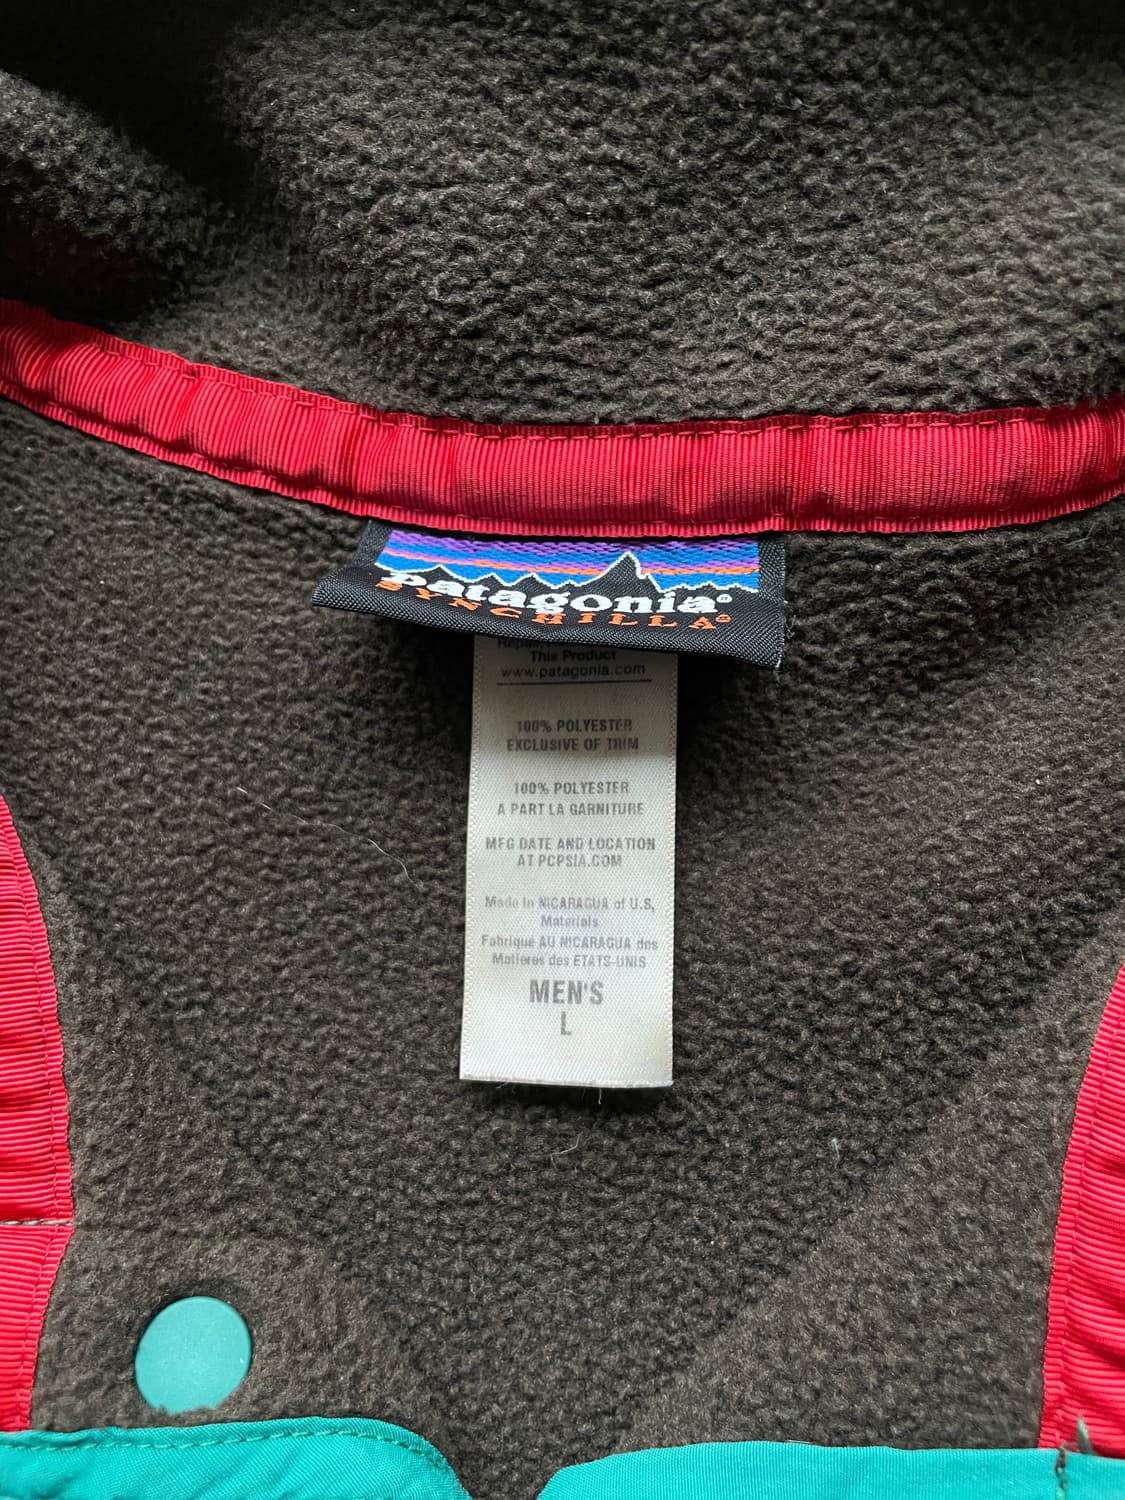 patagonia®
SYNCHILLA®
This Product
www.patagonia.com
100% POLYESTER
EXCLUSIVE OF TRIM
100% POLYESTER
A PART LA GARNITURE
MFG DATE AND LOCATION
AT PCPSIA.COM
Made in NICARAGUA of U.S,
Materials
Fabriqué AU NICARAGUA des
Matieres des ETATS-UNIS
MEN'S
L